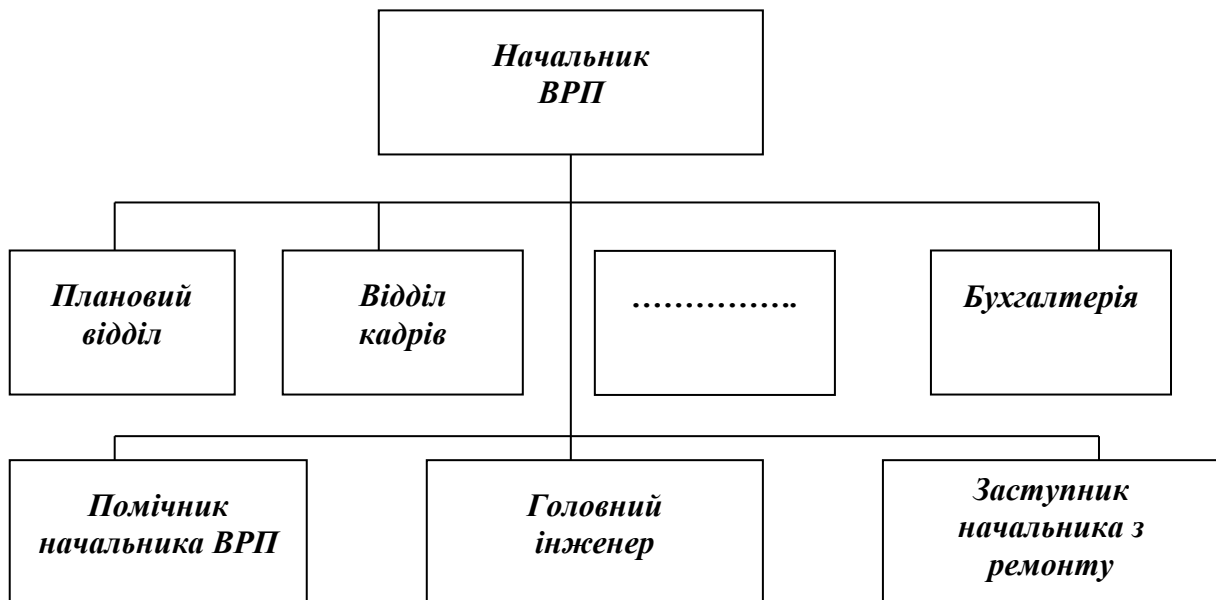 Начальник
ВРП
Плановий
відділ
Відділ
кадрів
…………….
Бухгалтерія
Помічник
начальника ВРП
Головний
інженер
Заступник
начальника з
ремонту